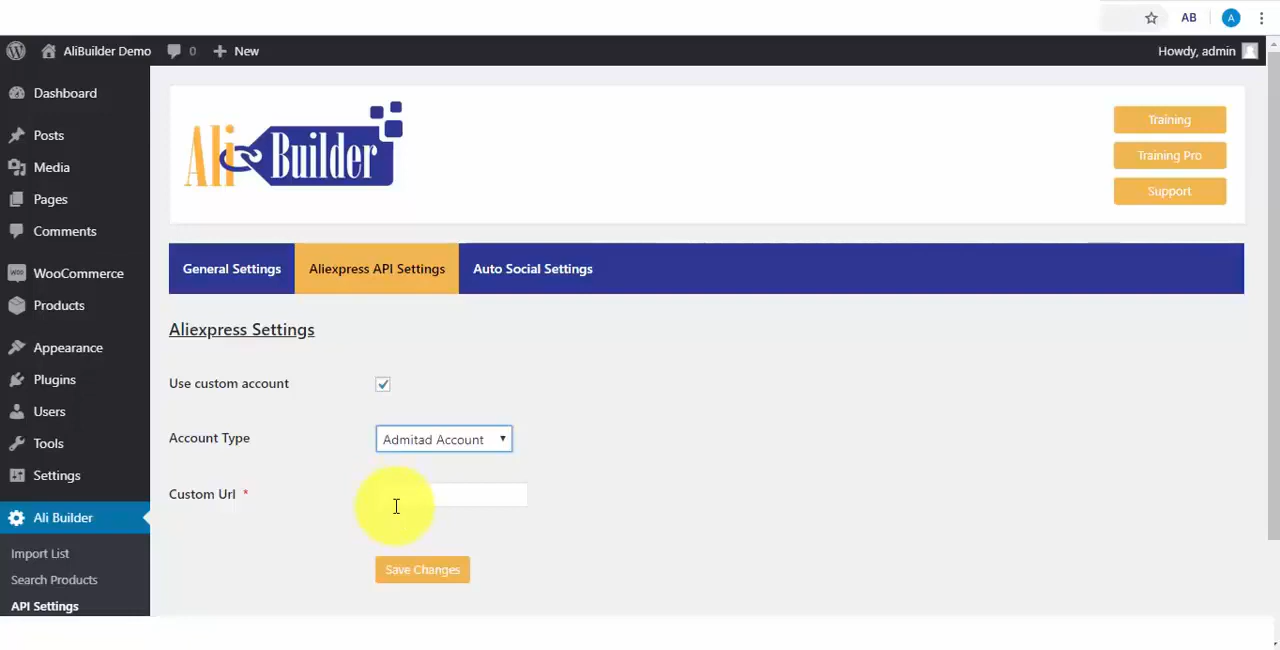 AB
A
AliBuilder Demo
0
New
Howdy, admin
Dashboard
Posts
Media
Pages
Comments
WooCommerce
Products
Appearance
Plugins
Users
Tools
Settings
Ali Builder
Import List
Search Products
API Settings
Ali Builder
Training
Training Pro
Support
General Settings
Aliexpress API Settings
Auto Social Settings
Aliexpress Settings
Use custom account
Account Type
Admitad Account
Custom Url *
Save Changes